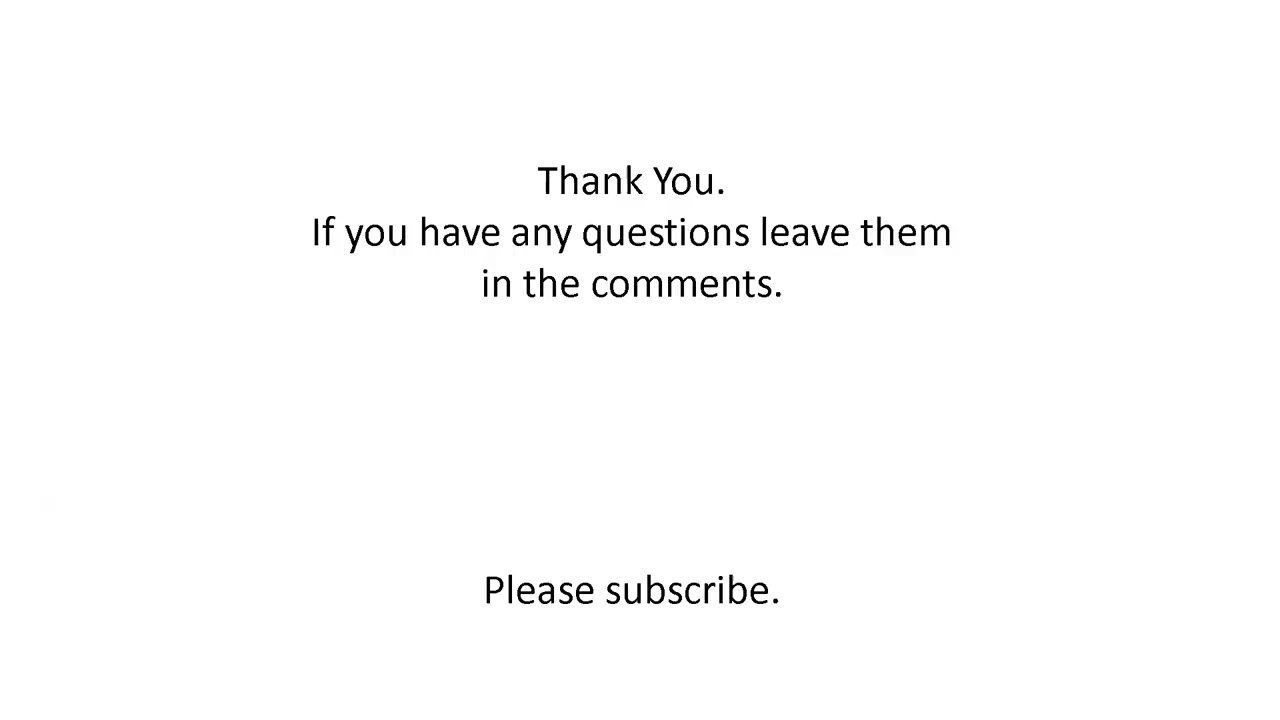 Thank You.
If you have any questions leave them
in the comments.
Please subscribe.